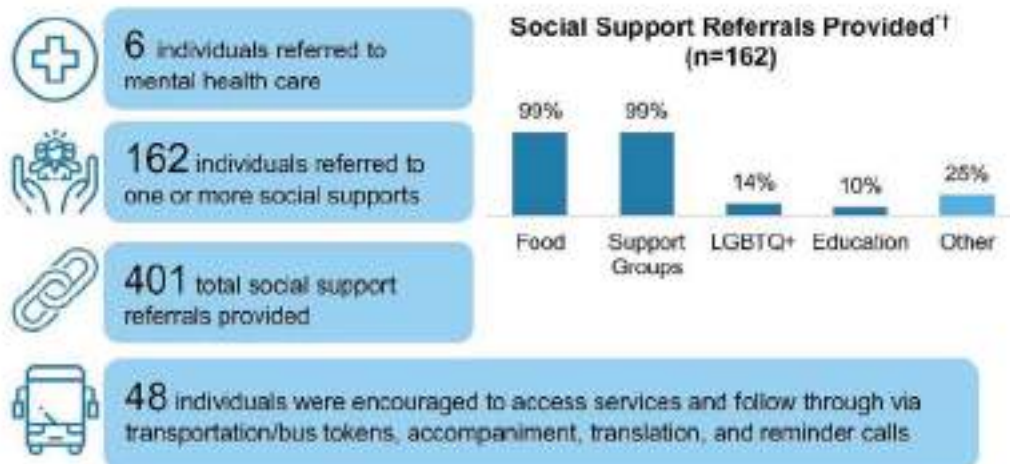 6 individuals referred to
mental health care
162 individuals referred to
one or more social supports
401 total social support
referrals provided
48 individuals were encouraged to access services and follow through via
transportation/bus tokens, accompaniment, translation, and reminder calls
Social Support Referrals Provided*†
(n=162)
99%
99%
14%
10%
25%
Food
Support
Groups
LGBTQ+
Education
Other